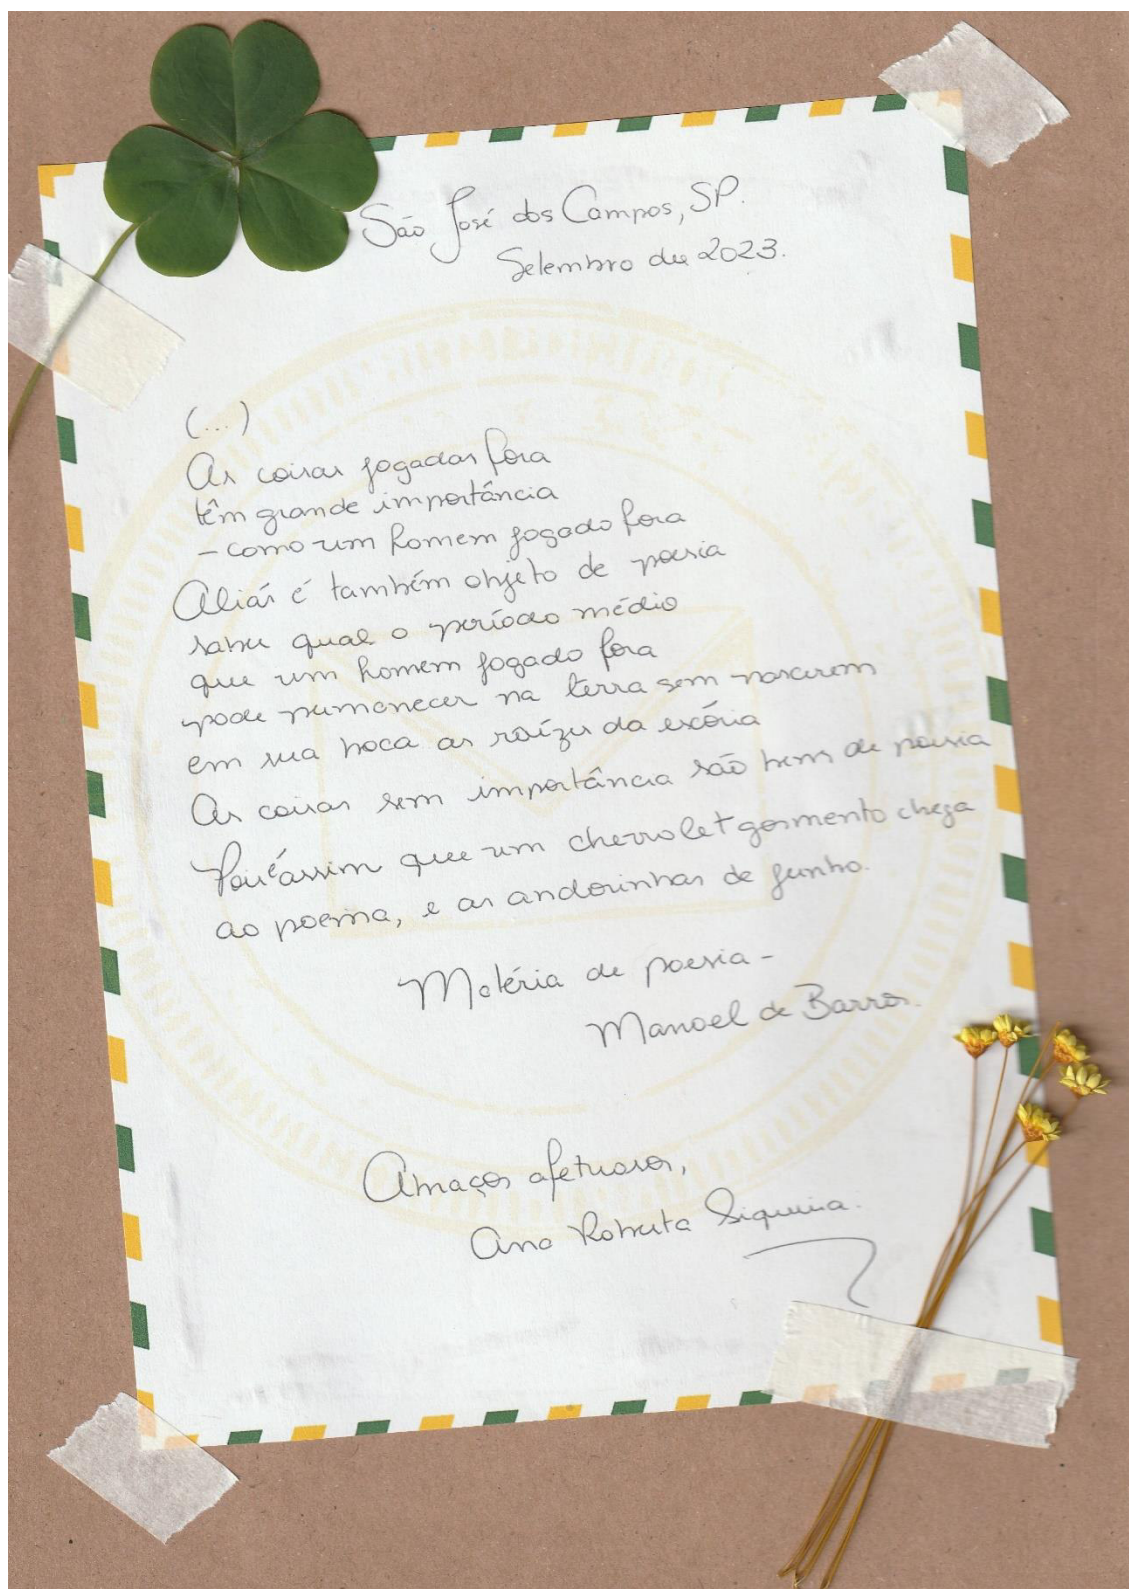 São José dos Campos, SP.
Setembro de 2023.
(...)
As coisas jogadas fora
têm grande importância
– como um homem jogado fora
Aliás é também objeto de poesia
saber qual o período médio
que um homem jogado fora
pode permanecer na terra sem nascerem
em sua boca as raízes da escória
As coisas sem importância são bens de poesia
Pois é assim que um chevrolet gosmento chega
ao poema, e as andorinhas de junho.
Matéria de poesia -
Manoel de Barros.
Abraços afetuosos,
Ana Roberta Siqueira.